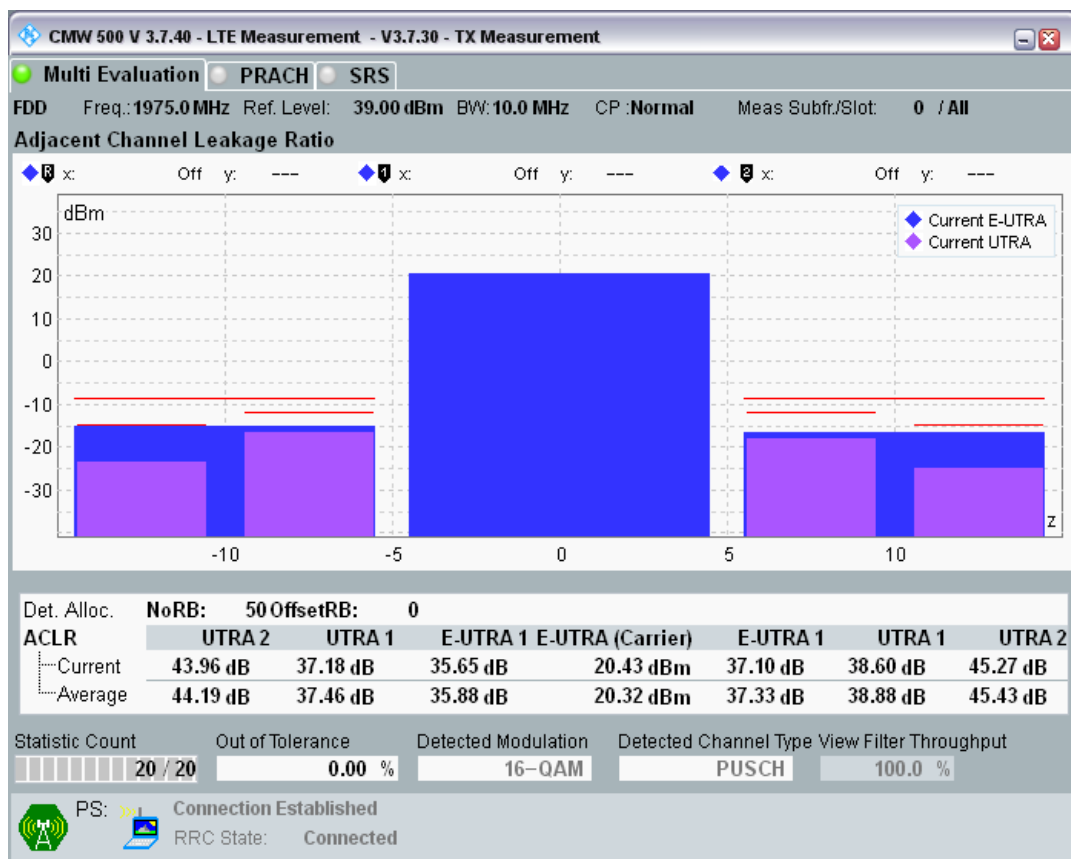 CMW 500 V 3.7.40 - LTE Measurement - V3.7.30 - TX Measurement
Multi Evaluation PRACH SRS
FDD Freq.: 1975.0 MHz Ref. Level: 39.00 dBm BW: 10.0 MHz CP :Normal Meas Subfr./Slot: 0 / All
Adjacent Channel Leakage Ratio
R x: Off y: --- 1 x: Off y: --- 2 x: Off y: ---
dBm
Current E-UTRA
Current UTRA
30
20
10
0
-10
-20
-30
z
-10 -5 0 5 10
Det. Alloc. NoRB: 50 OffsetRB: 0
ACLR UTRA 2 UTRA 1 E-UTRA 1 E-UTRA (Carrier) E-UTRA 1 UTRA 1 UTRA 2
Current 43.96 dB 37.18 dB 35.65 dB 20.43 dBm 37.10 dB 38.60 dB 45.27 dB
Average 44.19 dB 37.46 dB 35.88 dB 20.32 dBm 37.33 dB 38.88 dB 45.43 dB
Statistic Count Out of Tolerance Detected Modulation Detected Channel Type View Filter Throughput
20 / 20 0.00 % 16-QAM PUSCH 100.0 %
PS: Connection Established
RRC State: Connected